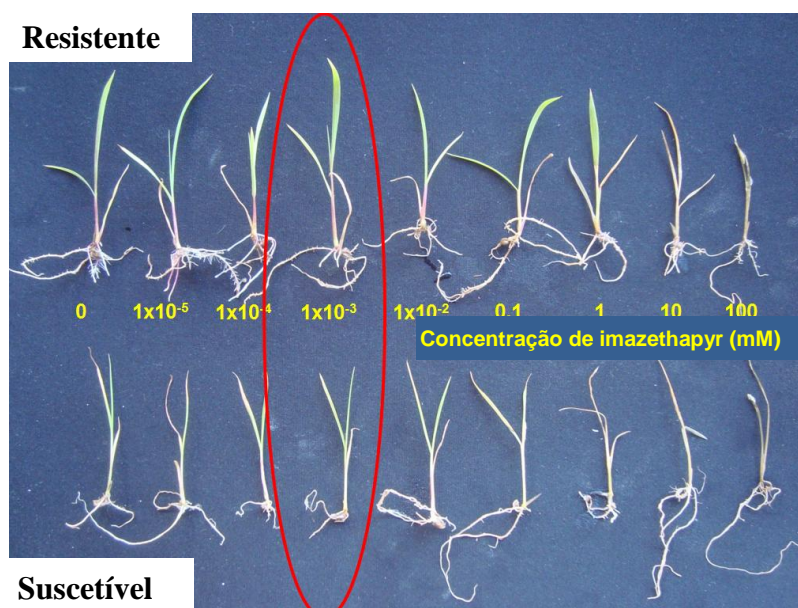 Resistente
0 1x10⁻⁵ 1x10⁻⁴ 1x10⁻³ 1x10⁻² 0.1 1 10 100
Concentração de imazethapyr (mM)
Suscetível